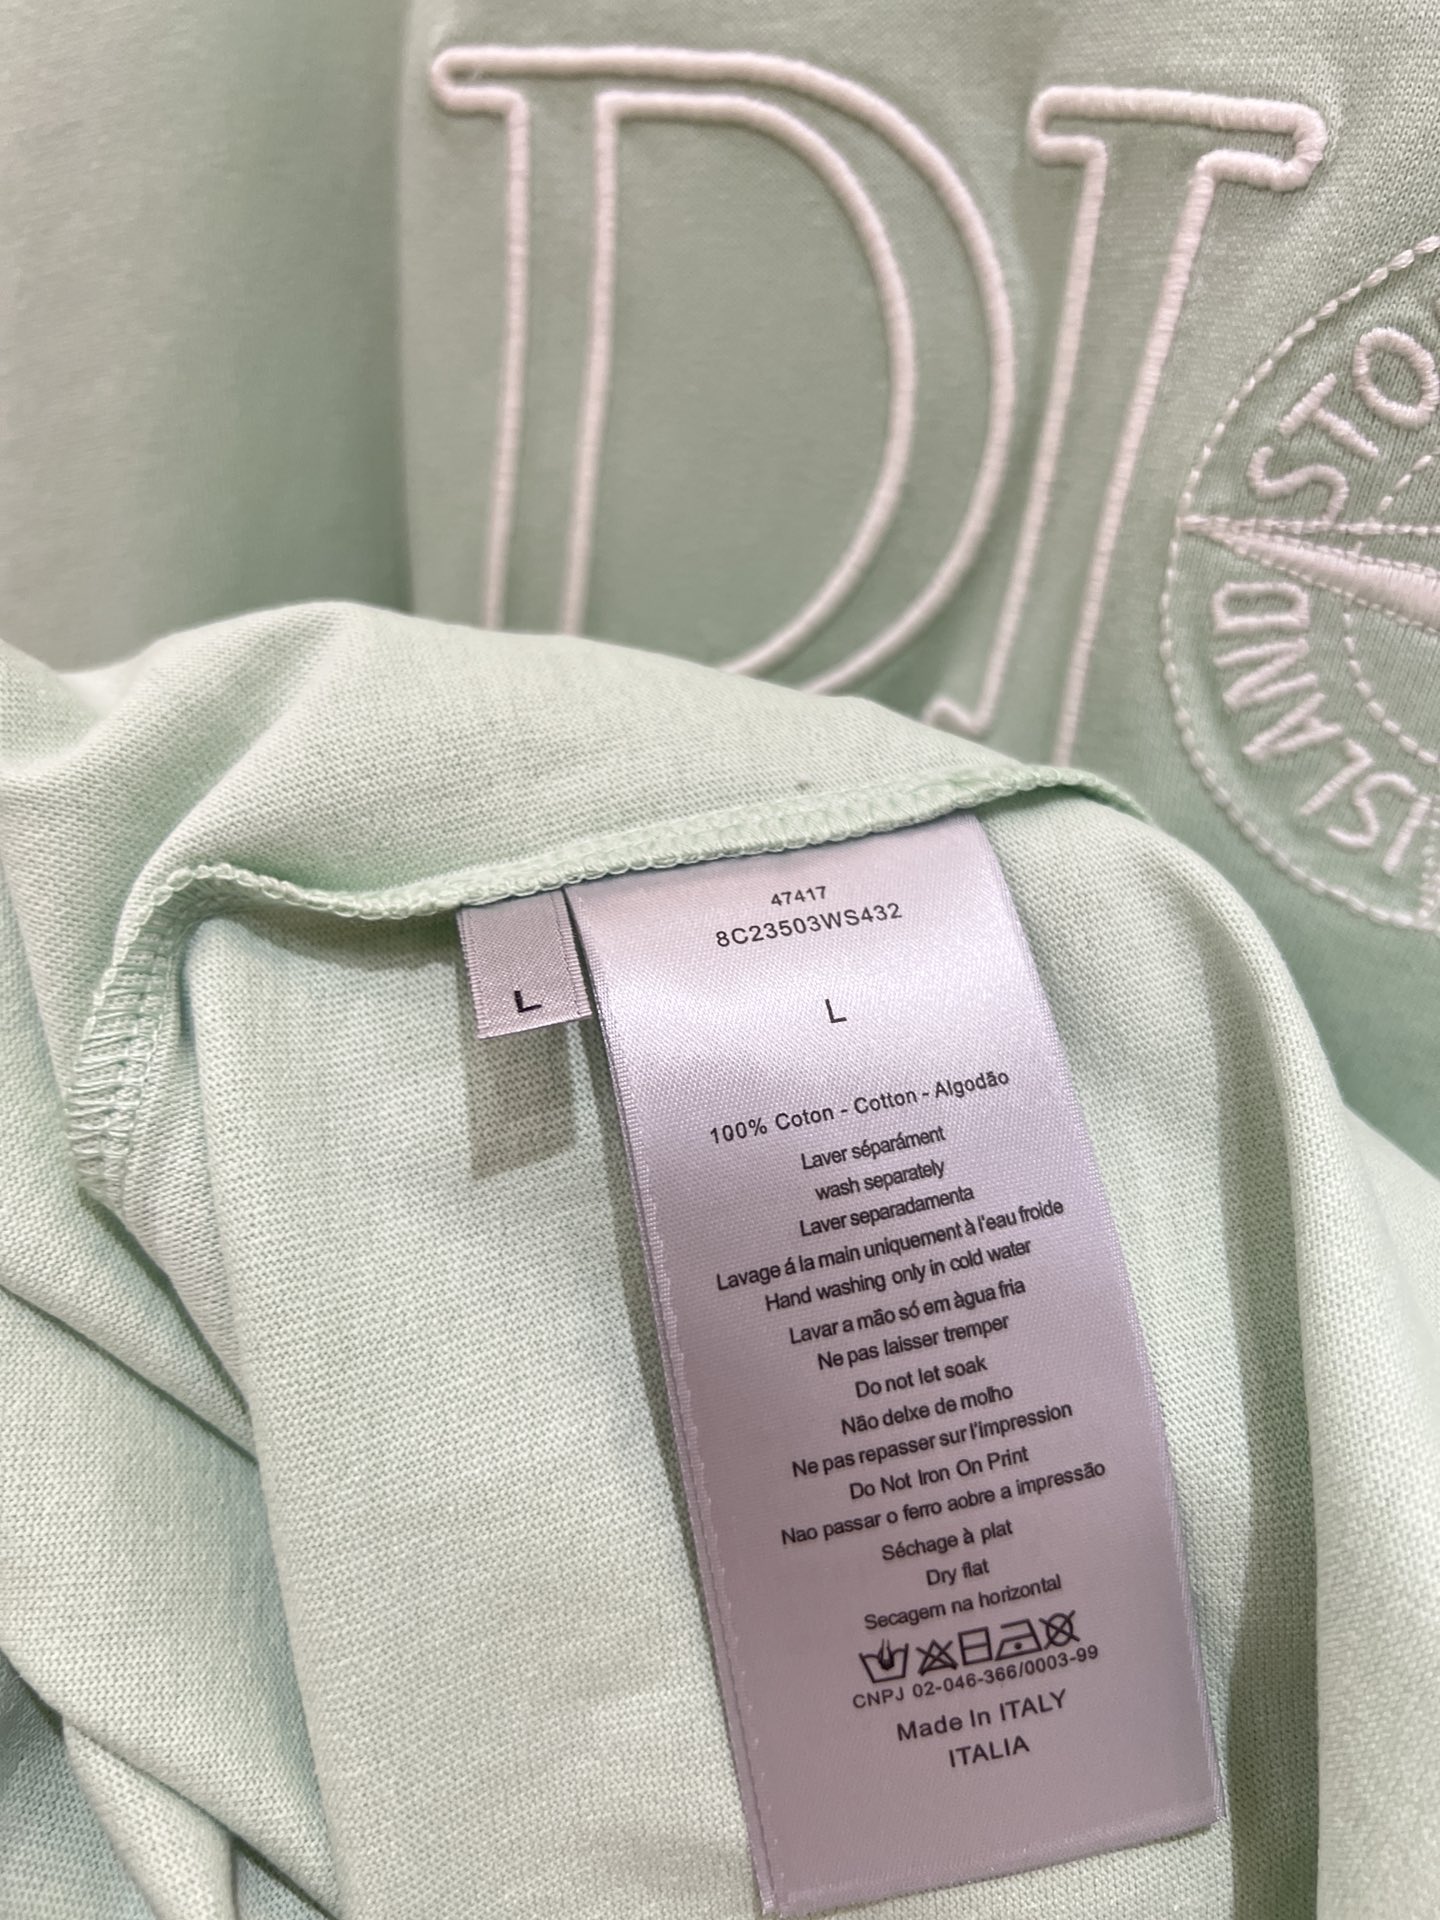 DI
STO
ISLAND
L
47417
8C23503WS432
L
100% Coton - Cotton - Algodão
Laver séparáment
wash separately
Laver separadamenta
Lavage á la main uniquement à l'eau froide
Hand washing only in cold water
Lavar a mão só em àgua fria
Ne pas laisser tremper
Do not let soak
Não delxe de molho
Ne pas repasser sur l'impression
Do Not Iron On Print
Nao passar o ferro aobre a impressão
Séchage à plat
Dry flat
Secagem na horizontal
CNPJ 02-046-366/0003-99
Made In ITALY
ITALIA